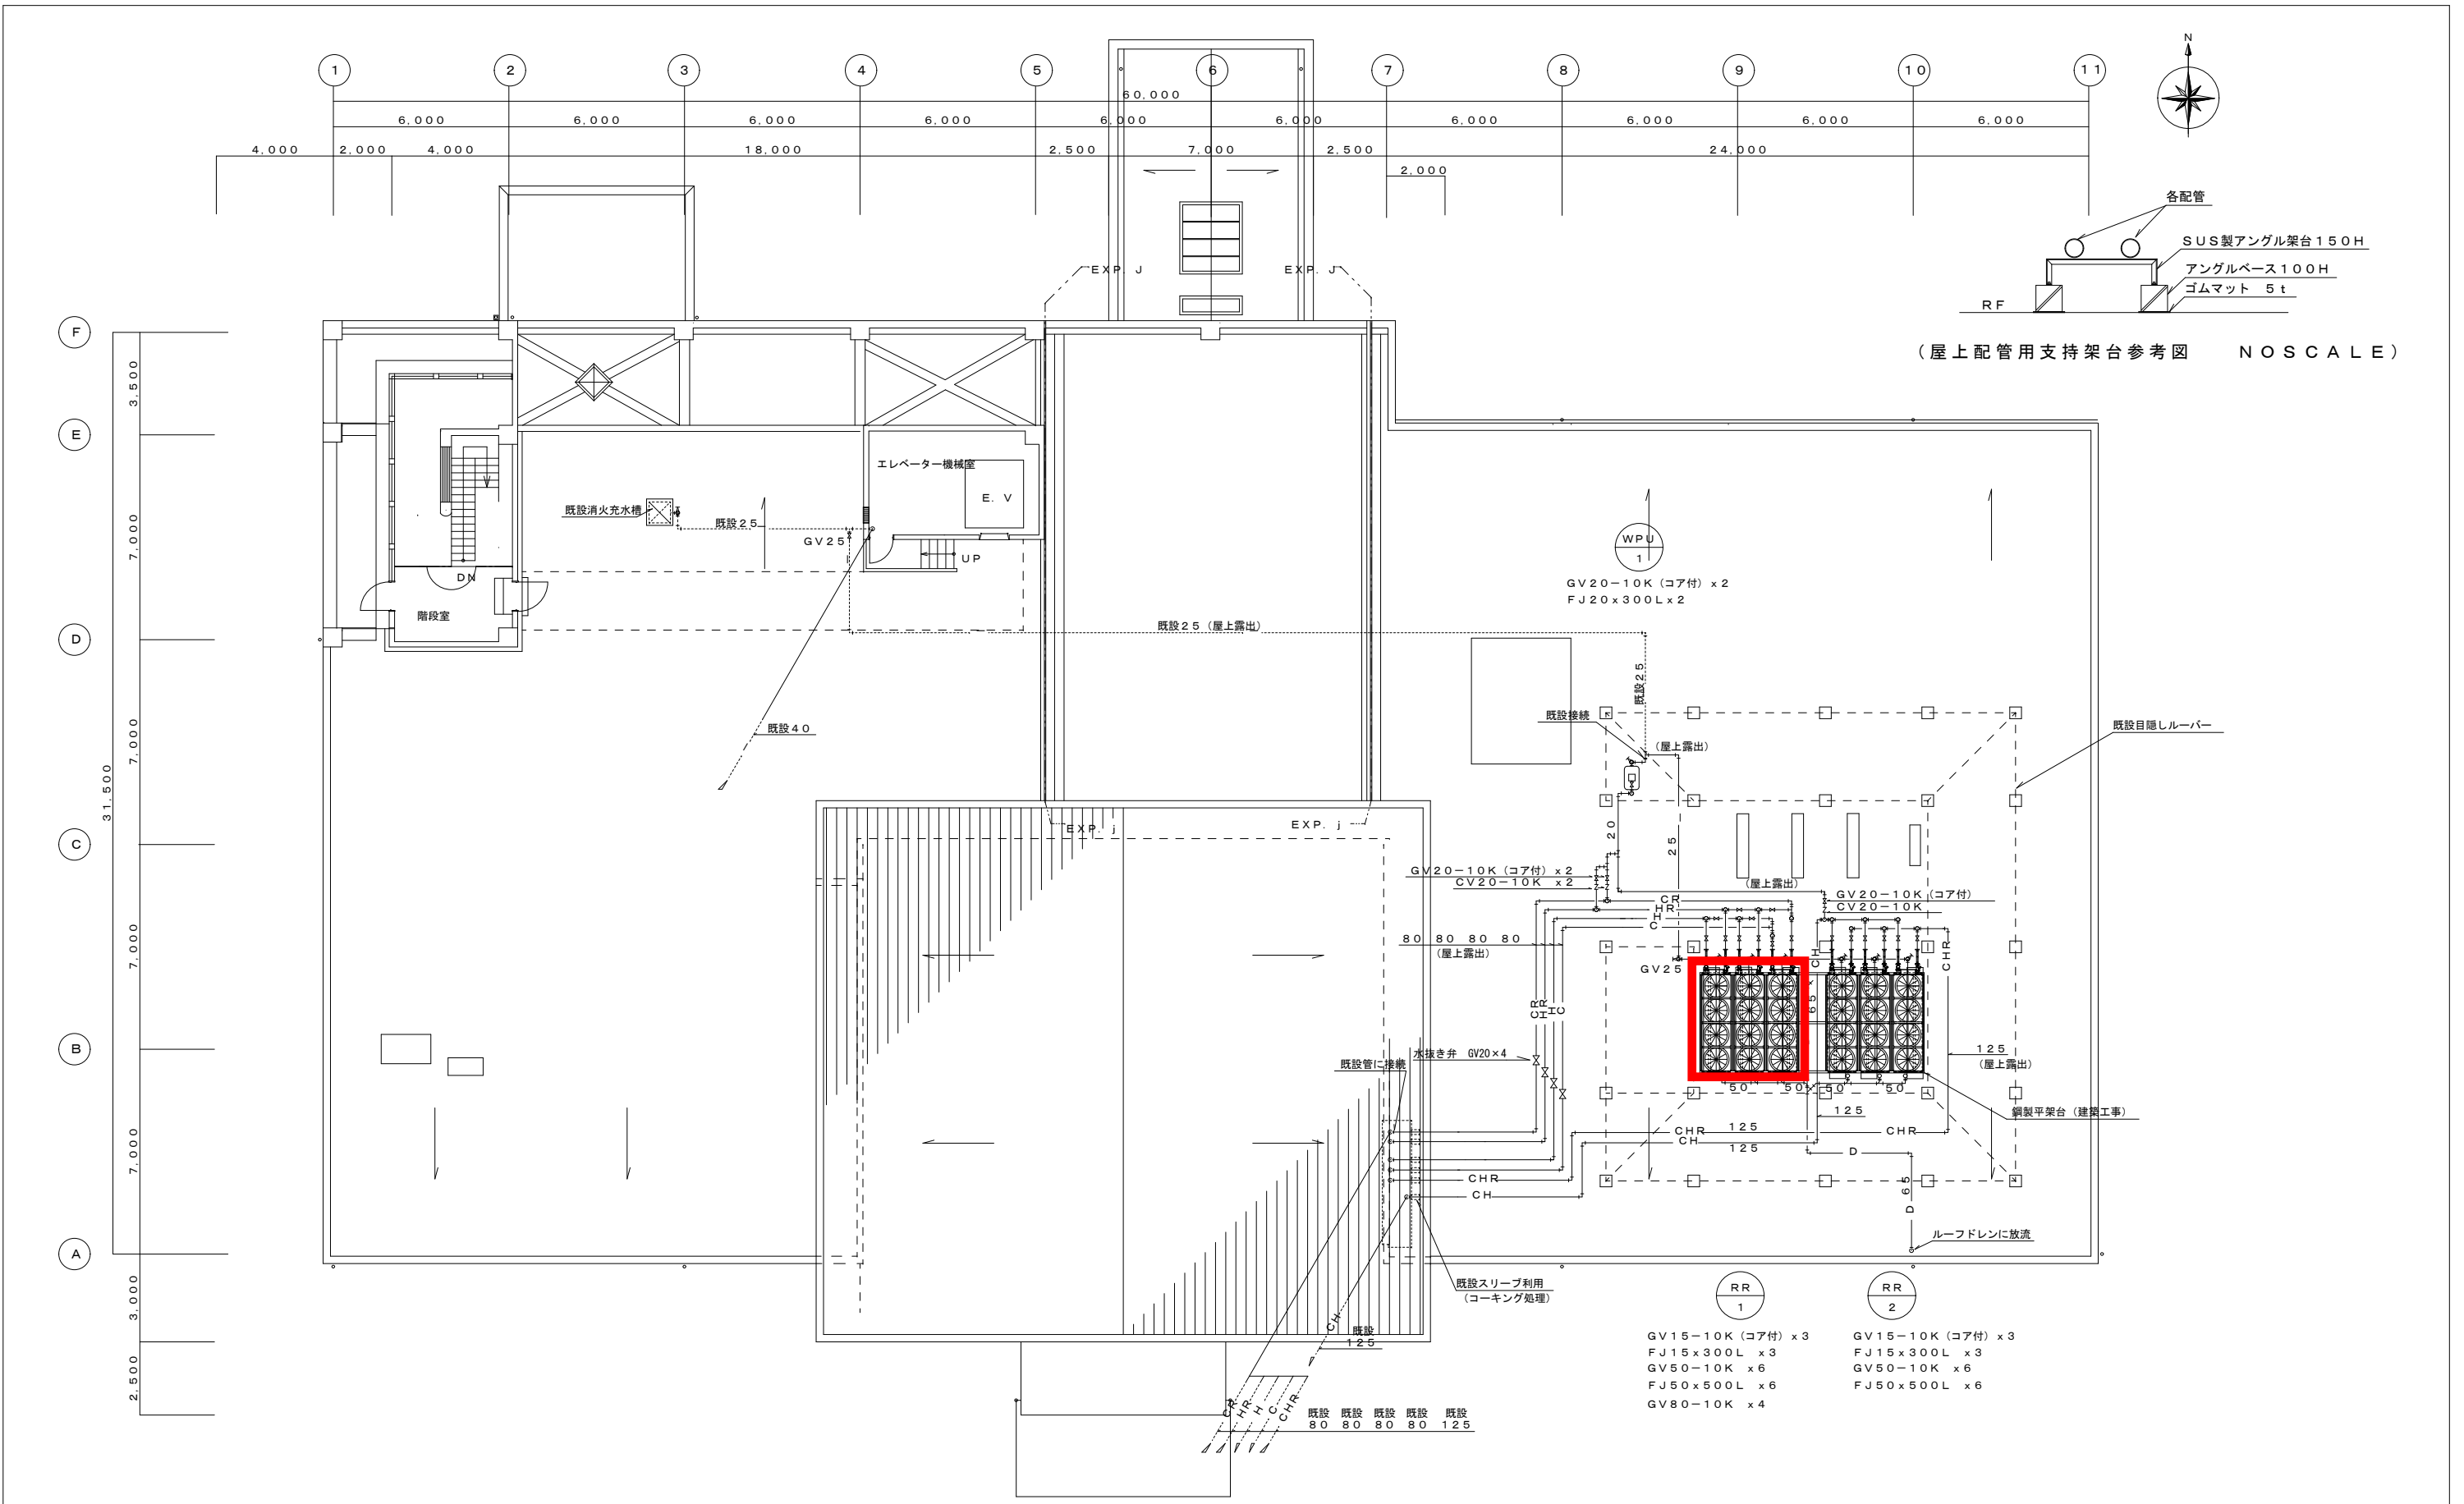 1
2
3
4
5
6
7
8
9
10
11
N
60,000
6,000
6,000
6,000
6,000
6,000
6,000
6,000
6,000
6,000
6,000
4,000
2,000
4,000
18,000
2,500
7,000
2,500
24,000
2,000
各配管
SUS製アングル架台150H
アングルベース100H
ゴムマット 5t
RF
(屋上配管用支持架台参考図 NOSCALE)
EXP. J
EXP. J
F
E
D
C
B
A
3,500
7,000
7,000
31,500
7,000
7,000
3,000
2,500
エレベーター機械室
E. V
既設消火充水槽
既設25
GV25
UP
DN
階段室
WPU
1
GV20-10K (コア付) x2
FJ20x300Lx2
既設25 (屋上露出)
既設25
既設40
既設接続
(屋上露出)
既設目隠しルーバー
EXP. j
EXP. j
20
25
GV20-10K (コア付) x2
CV20-10K x2
(屋上露出)
GV20-10K (コア付)
CV20-10K
CR
HR
H
C
80 80 80 80
(屋上露出)
GV25
CH
CHR
65
CR
HR
H
C
水抜き弁 GV20×4
既設管に接続
125
(屋上露出)
50
50
50
50
鋼製平架台 (建築工事)
125
CHR 125
CHR
CH
125
D
CHR
CH
D 65
ルーフドレンに放流
既設スリーブ利用
(コーキング処理)
CH
既設
125
RR
1
RR
2
GV15-10K (コア付) x3
FJ15x300L x3
GV50-10K x6
FJ50x500L x6
GV80-10K x4
GV15-10K (コア付) x3
FJ15x300L x3
GV50-10K x6
FJ50x500L x6
CR
HR
H
C
CHR
既設 既設 既設 既設 既設
80 80 80 80 125